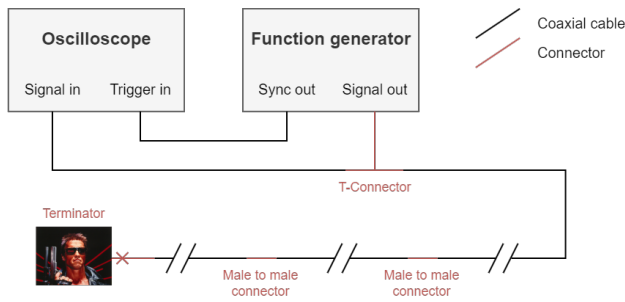 Oscilloscope
Signal in
Trigger in
Function generator
Sync out
Signal out
Coaxial cable
Connector
T-Connector
Terminator
Male to male
connector
Male to male
connector